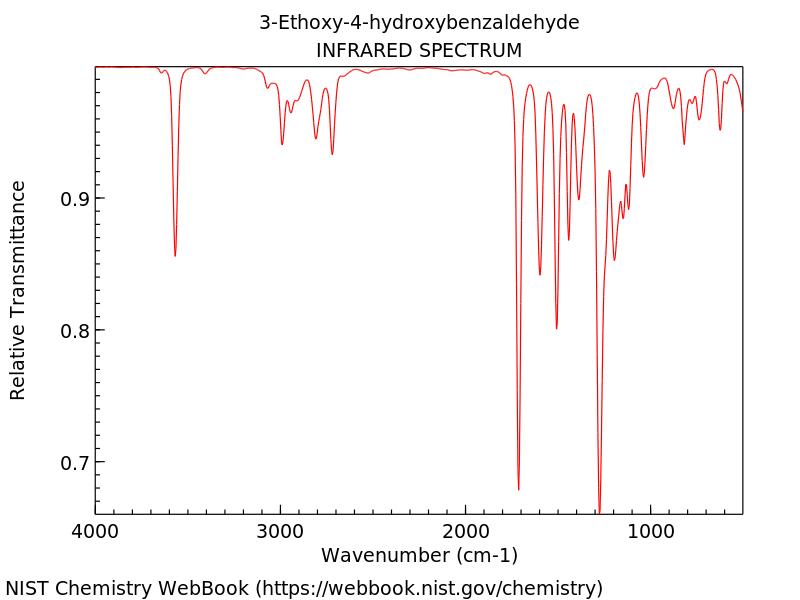 3-Ethoxy-4-hydroxybenzaldehyde
INFRARED SPECTRUM
Relative Transmittance
0.9
0.8
0.7
4000 3000 2000 1000
Wavenumber (cm-1)
NIST Chemistry WebBook (https://webbook.nist.gov/chemistry)